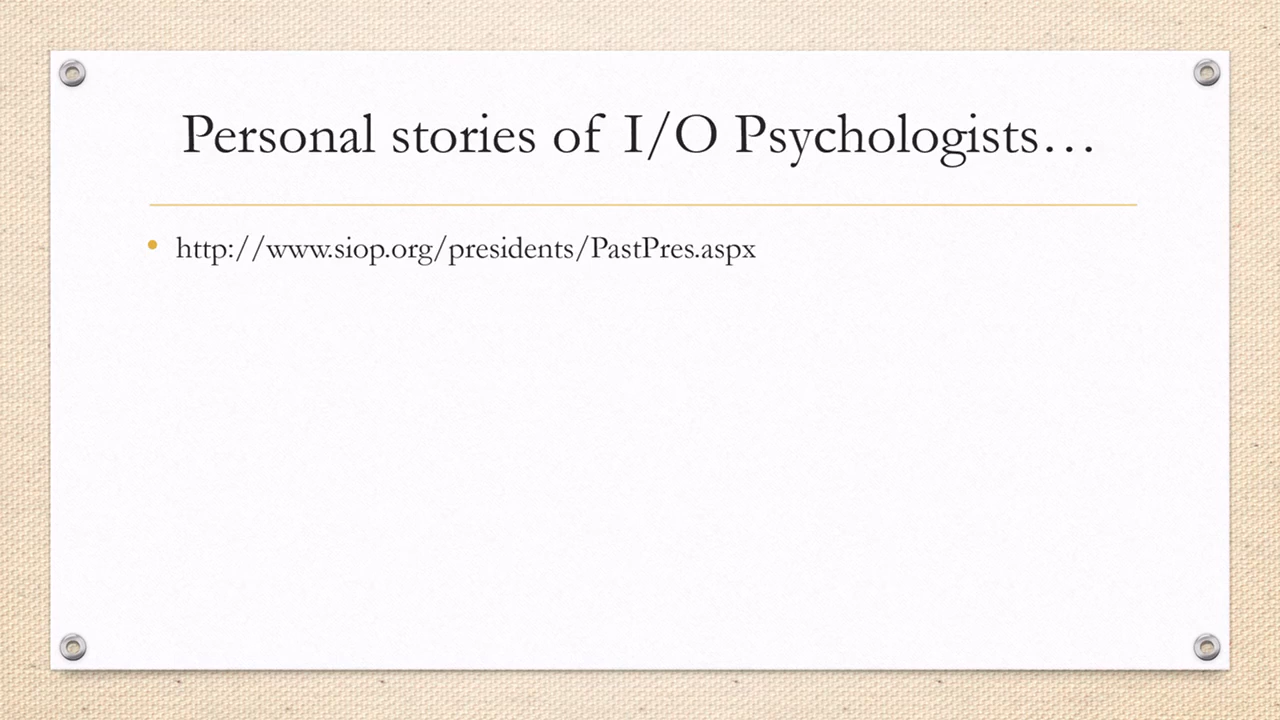 Personal stories of I/O Psychologists…
• http://www.siop.org/presidents/PastPres.aspx